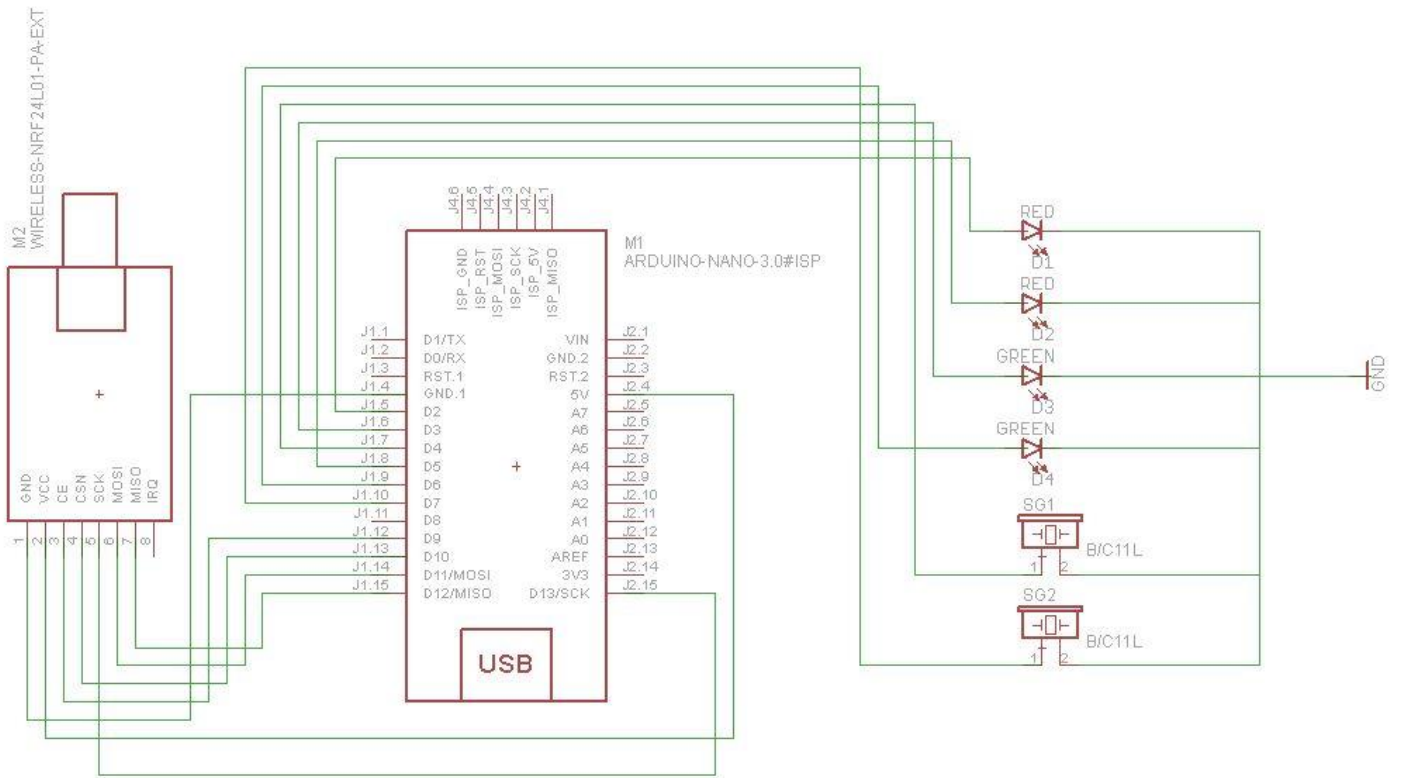 M2
WIRELESS-NRF24L01-PA-EXT
GND
VCC
CE
CSN
SCK
MOSI
MISO
IRQ
1
2
3
4
5
6
7
8
J4.6
J4.5
J4.4
J4.3
J4.2
J4.1
ISP_GND
ISP_RST
ISP_MOSI
ISP_SCK
ISP_5V
ISP_MISO
M1
ARDUINO-NANO-3.0#ISP
J1.1 D1/TX VIN J2.1
J1.2 D0/RX GND.2 J2.2
J1.3 RST.1 RST.2 J2.3
J1.4 GND.1 5V J2.4
J1.5 D2 A7 J2.5
J1.6 D3 A6 J2.6
J1.7 D4 A5 J2.7
J1.8 D5 A4 J2.8
J1.9 D6 A3 J2.9
J1.10 D7 A2 J2.10
J1.11 D8 A1 J2.11
J1.12 D9 A0 J2.12
J1.13 D10 AREF J2.13
J1.14 D11/MOSI 3V3 J2.14
J1.15 D12/MISO D13/SCK J2.15
USB
RED
D1
RED
D2
GREEN
D3
GREEN
D4
SG1
B/C11L
1 2
SG2
B/C11L
1 2
GND